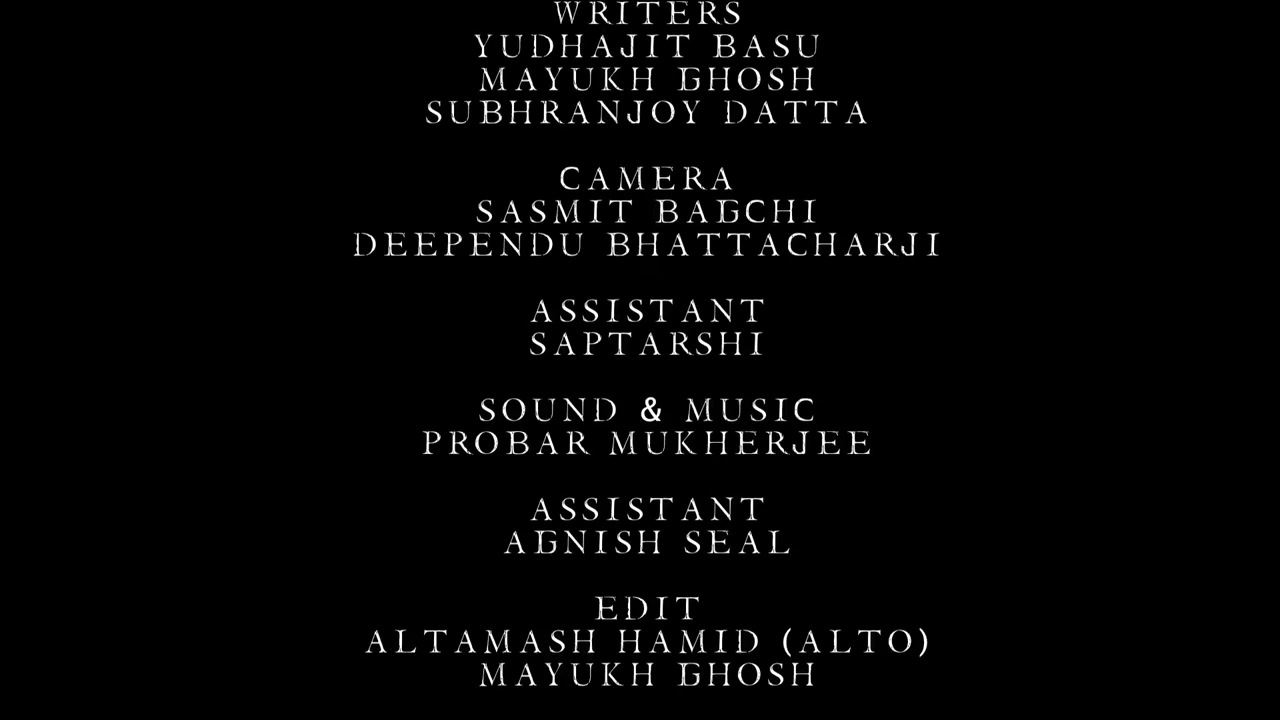 WRITERS
YUDHAJIT BASU
MAYUKH GHOSH
SUBHRANJOY DATTA
CAMERA
SASMIT BAGCHI
DEEPENDU BHATTACHARJI
ASSISTANT
SAPTARSHI
SOUND & MUSIC
PROBAR MUKHERJEE
ASSISTANT
AGNISH SEAL
EDIT
ALTAMASH HAMID (ALTO)
MAYUKH GHOSH